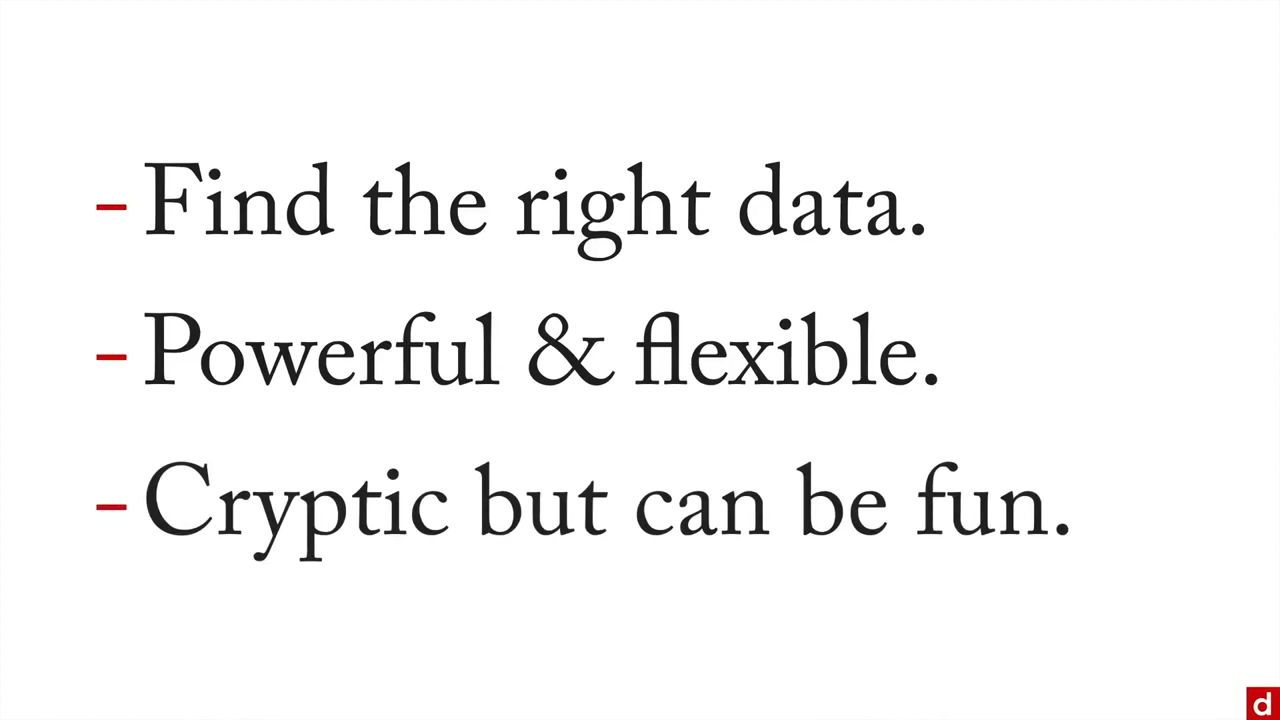 - Find the right data.
- Powerful & flexible.
- Cryptic but can be fun.
d